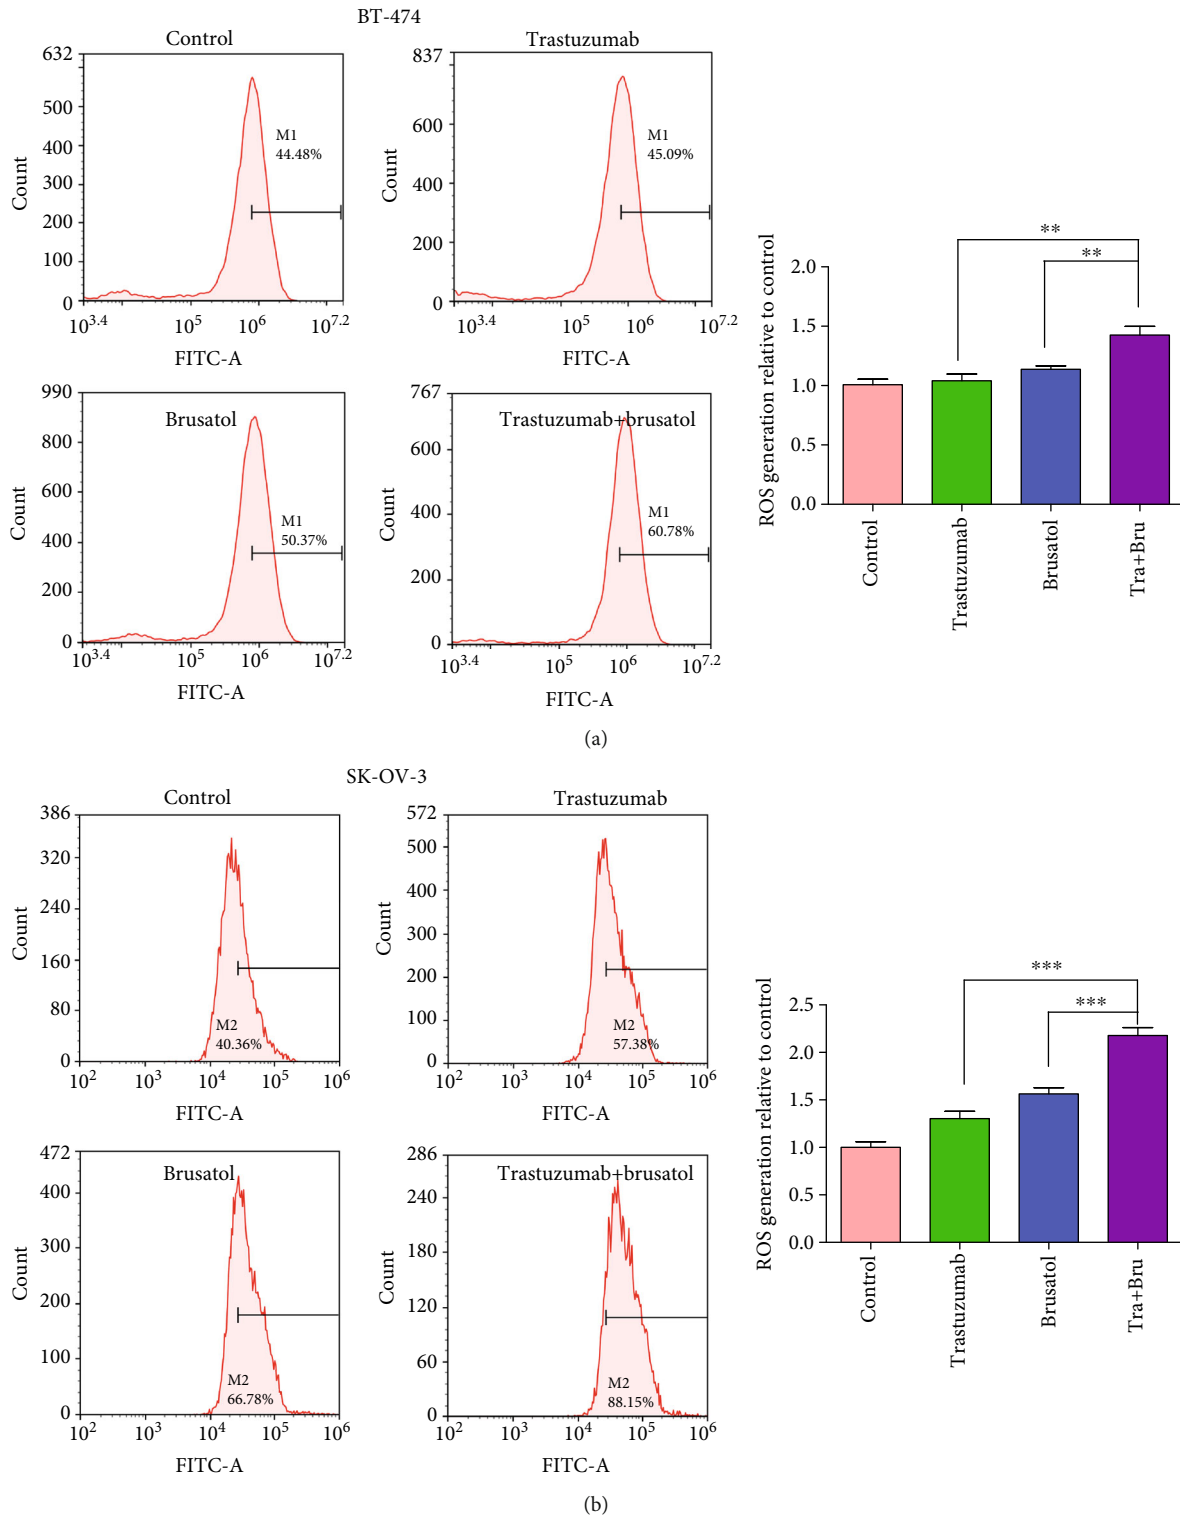 BT-474
Control
632
500
400
300
200
100
0
Count
M1
44.48%
10^3.4 10^5 10^6 10^7.2
FITC-A
Trastuzumab
837
600
400
200
0
Count
M1
45.09%
10^3.4 10^5 10^6 10^7.2
FITC-A
Brusatol
990
800
600
400
200
0
Count
M1
50.37%
10^3.4 10^5 10^6 10^7.2
FITC-A
Trastuzumab+brusatol
767
600
400
200
0
Count
M1
60.78%
10^3.4 10^5 10^6 10^7.2
FITC-A
ROS generation relative to control
2.0
1.5
1.0
0.5
0.0
**
**
Control
Trastuzumab
Brusatol
Tra+Bru
(a)
SK-OV-3
Control
386
320
240
160
80
0
Count
M2
40.36%
10^2 10^3 10^4 10^5 10^6
FITC-A
Trastuzumab
572
500
400
300
200
100
0
Count
M2
57.38%
10^2 10^3 10^4 10^5 10^6
FITC-A
Brusatol
472
400
300
200
100
0
Count
M2
66.78%
10^2 10^3 10^4 10^5 10^6
FITC-A
Trastuzumab+brusatol
286
240
180
120
60
0
Count
M2
88.15%
10^2 10^3 10^4 10^5 10^6
FITC-A
ROS generation relative to control
2.5
2.0
1.5
1.0
0.5
0.0
***
***
Control
Trastuzumab
Brusatol
Tra+Bru
(b)